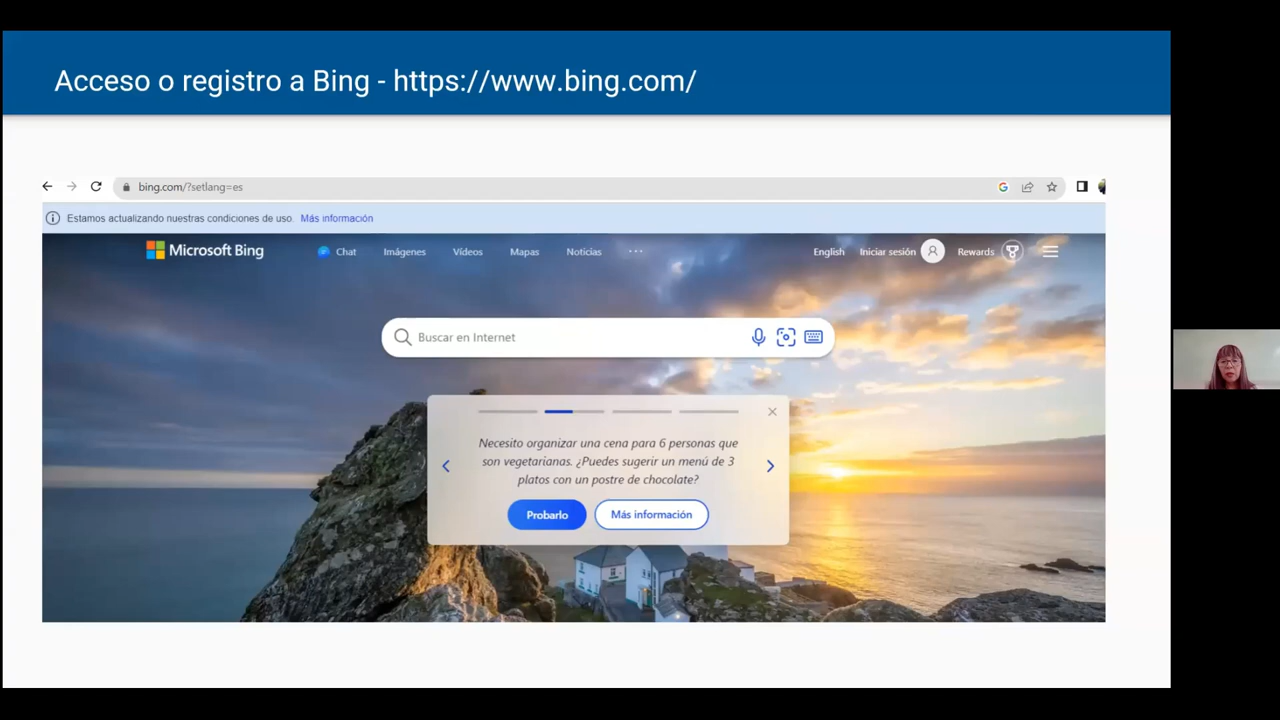 Acceso o registro a Bing - https://www.bing.com/
bing.com/?setlang=es
Estamos actualizando nuestras condiciones de uso. Más información
Microsoft Bing Chat Imágenes Vídeos Mapas Noticias ··· English Iniciar sesión Rewards
Buscar en Internet
Necesito organizar una cena para 6 personas que
son vegetarianas. ¿Puedes sugerir un menú de 3
platos con un postre de chocolate?
Probarlo Más información